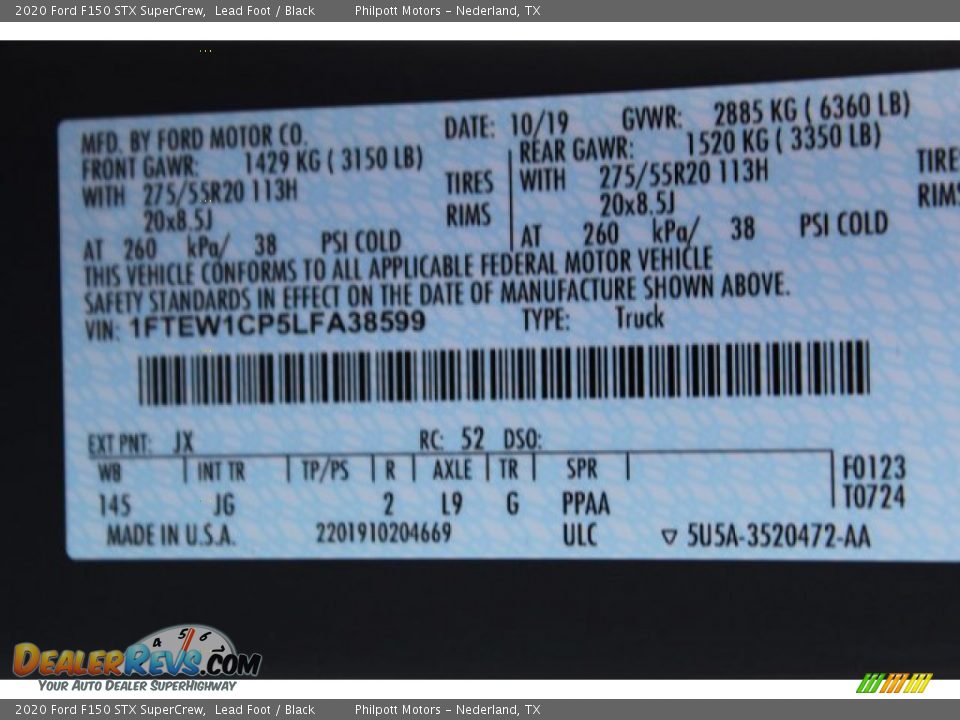 2020 Ford F150 STX SuperCrew, Lead Foot / Black Philpott Motors - Nederland, TX
MFD. BY FORD MOTOR CO. DATE: 10/19 GVWR: 2885 KG ( 6360 LB)
FRONT GAWR: 1429 KG ( 3150 LB) REAR GAWR: 1520 KG ( 3350 LB)
WITH 275/55R20 113H TIRES WITH 275/55R20 113H TIRE
20x8.5J RIMS 20x8.5J RIMS
AT 260 kPa/ 38 PSI COLD AT 260 kPa/ 38 PSI COLD
THIS VEHICLE CONFORMS TO ALL APPLICABLE FEDERAL MOTOR VEHICLE
SAFETY STANDARDS IN EFFECT ON THE DATE OF MANUFACTURE SHOWN ABOVE.
VIN: 1FTEW1CP5LFA38599 TYPE: Truck
EXT PNT: JX RC: 52 DSO:
WB INT TR TP/PS R AXLE TR SPR F0123
145 JG 2 L9 G PPAA T0724
MADE IN U.S.A. 2201910204669 ULC ▽ 5U5A-3520472-AA
4 5 6 7
DEALERREVS.COM
YOUR AUTO DEALER SUPERHIGHWAY
2020 Ford F150 STX SuperCrew, Lead Foot / Black Philpott Motors - Nederland, TX